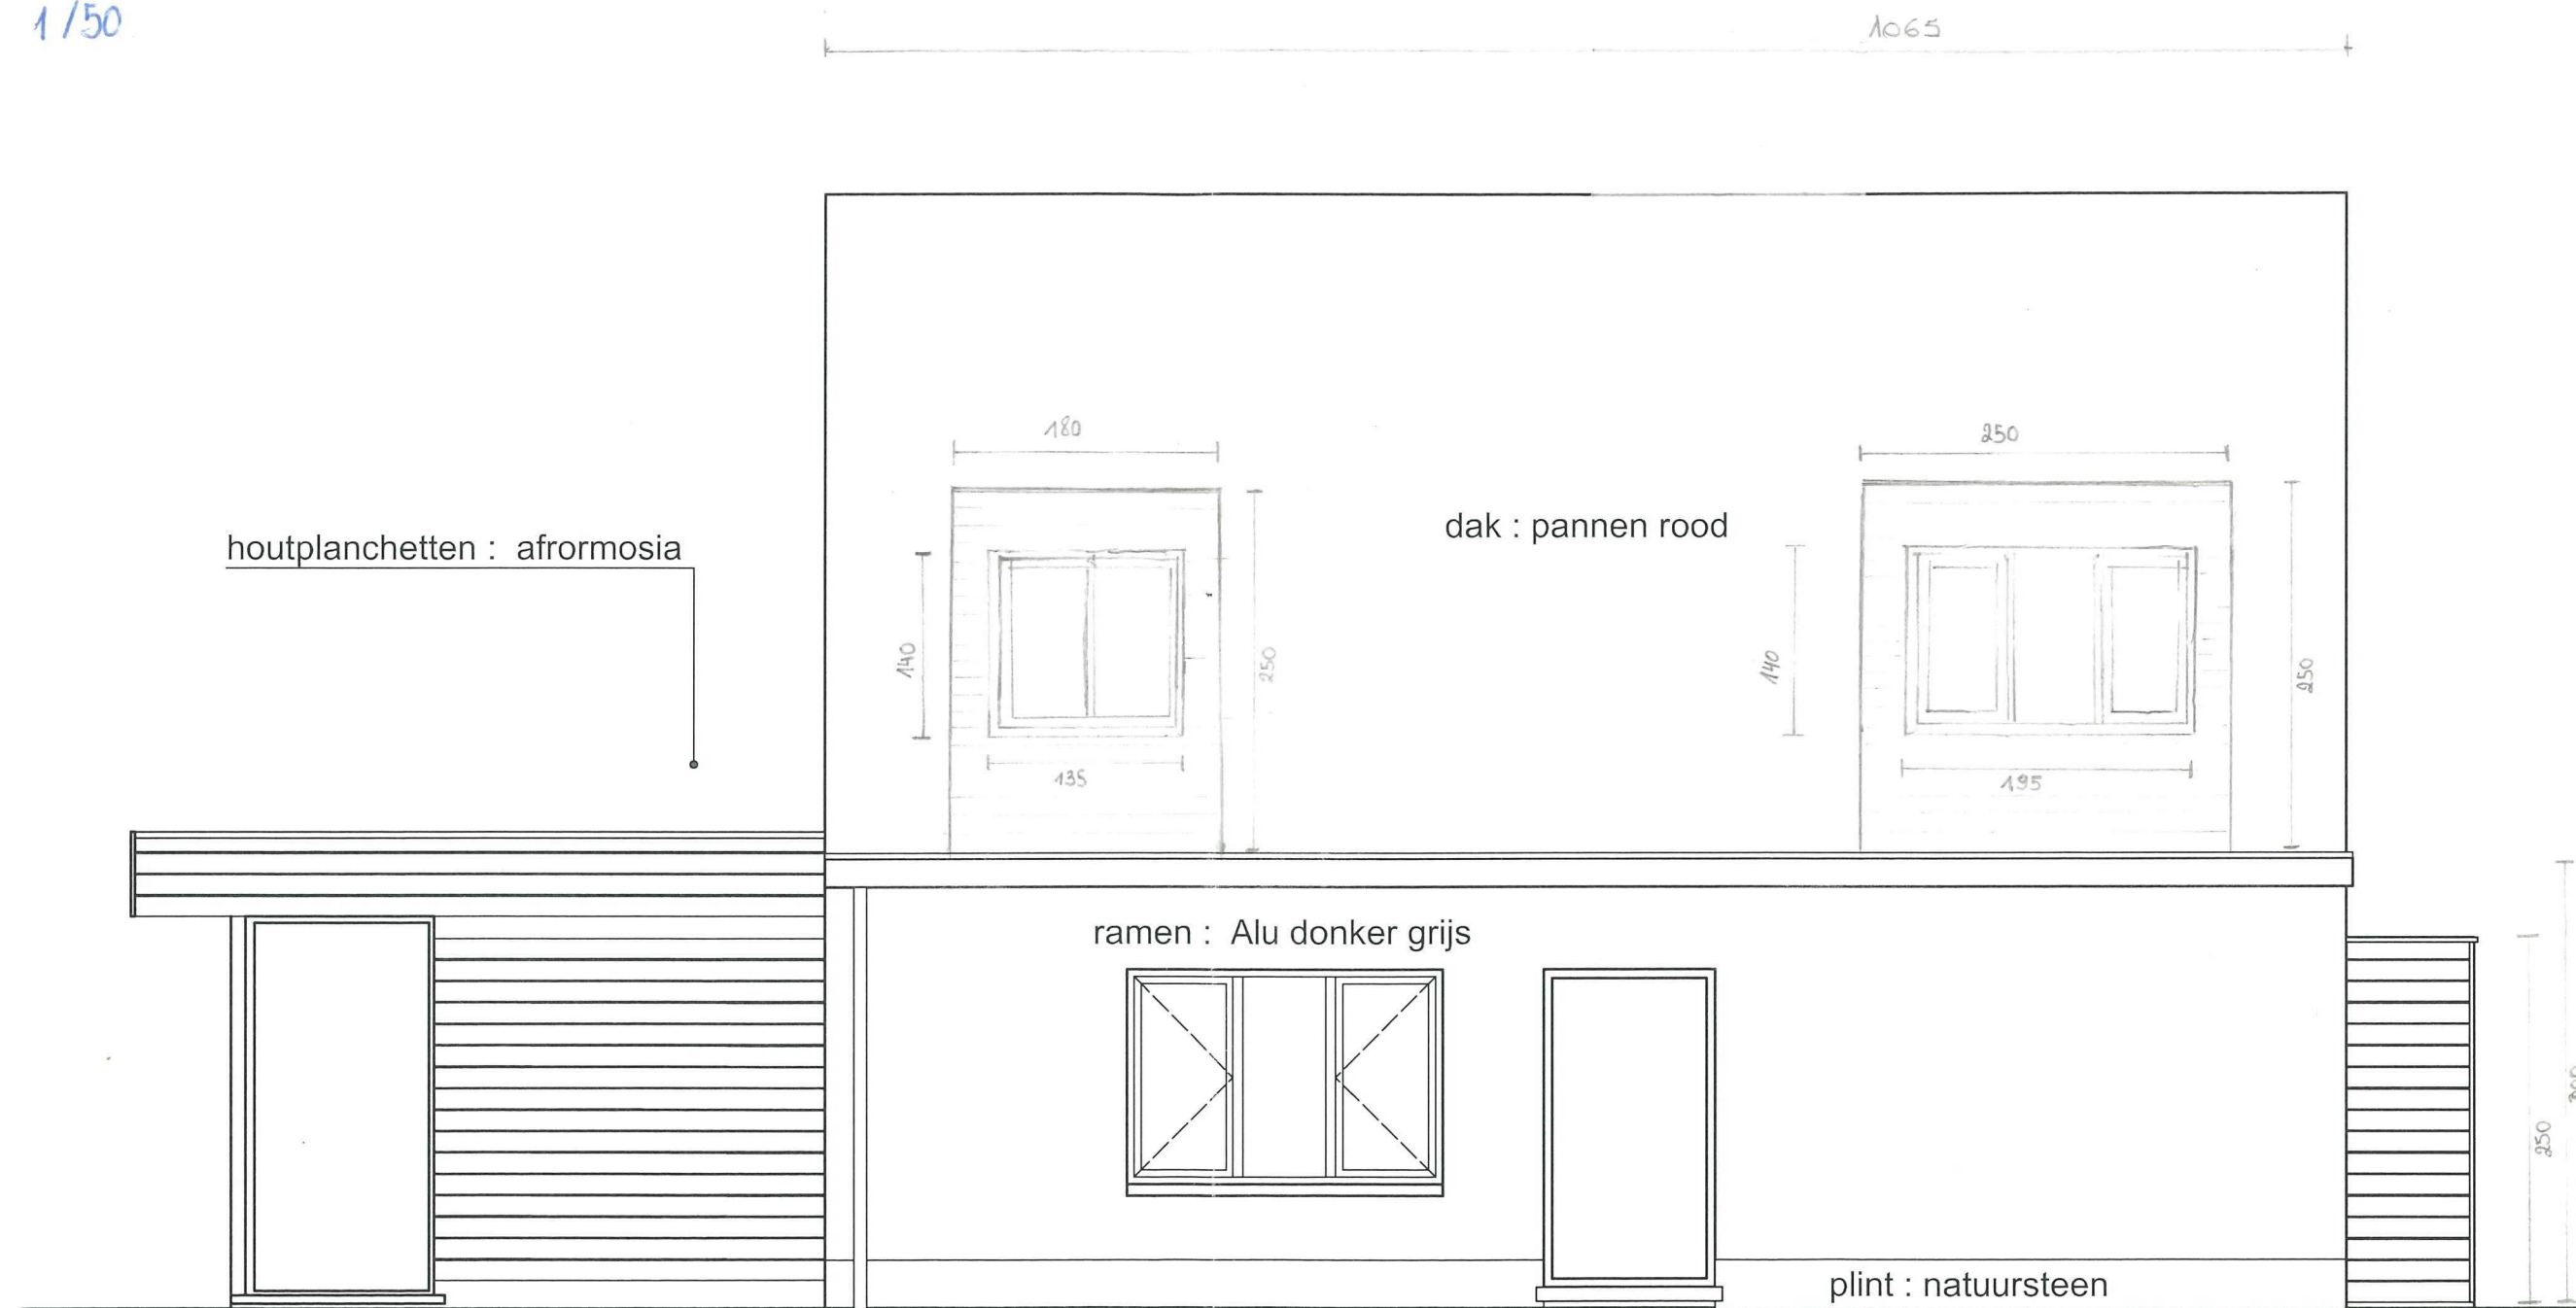 1/50
1065
180
250
houtplanchetten : afrormosia
dak : pannen rood
140
250
140
250
135
195
ramen : Alu donker grijs
250
plint : natuursteen